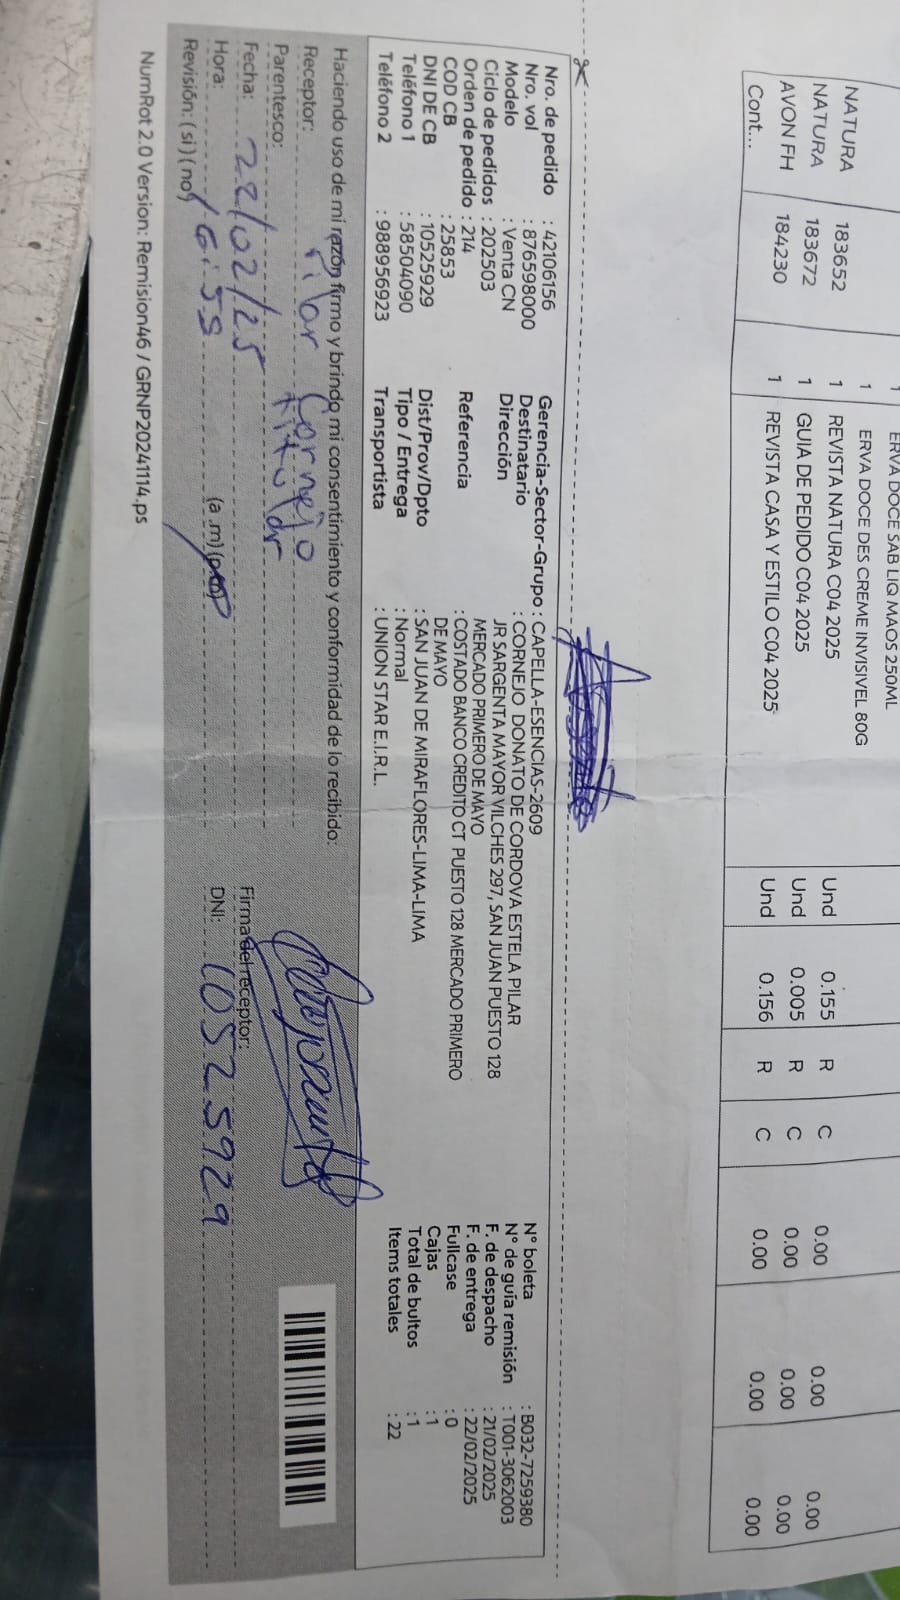 ERVA DOCE SAB LIQ MAOS 250ML
1 ERVA DOCE DES CREME INVISIVEL 80G
NATURA 183652 1 REVISTA NATURA C04 2025 Und 0.155 R C 0.00 0.00 0.00
NATURA 183672 1 GUIA DE PEDIDO C04 2025 Und 0.005 R C 0.00 0.00 0.00
AVON FH 184230 1 REVISTA CASA Y ESTILO C04 2025 Und 0.156 R C 0.00 0.00 0.00
Cont...
Nro. de pedido : 42106156 Gerencia-Sector-Grupo : CAPELLA-ESENCIAS-2609 N° boleta : B032-7259380
Nro. vol : 876598000 Destinatario : CORNEJO DONATO DE CORDOVA ESTELA PILAR N° de guía remisión : T001-3062003
Modelo : Venta CN Dirección JR SARGENTA MAYOR VILCHES 297, SAN JUAN PUESTO 128 F. de despacho : 21/02/2025
Ciclo de pedidos : 202503 MERCADO PRIMERO DE MAYO F. de entrega : 22/02/2025
Orden de pedido : 214 Referencia : COSTADO BANCO CREDITO CT PUESTO 128 MERCADO PRIMERO Fullcase : 0
COD CB : 25853 DE MAYO Cajas : 1
DNI DE CB : 10525929 Dist/Prov/Dpto : SAN JUAN DE MIRAFLORES-LIMA-LIMA Total de bultos : 1
Teléfono 1 : 58504090 Tipo / Entrega : Normal Items totales : 22
Teléfono 2 : 988956923 Transportista : UNION STAR E.I.R.L.
Haciendo uso de mi razón firmo y brindo mi consentimiento y conformidad de lo recibido:
Receptor: Pilar Cornejo
Parentesco: titular
Fecha: 22/02/25 Firma del receptor:
Hora: 16:55 (a .m) DNI: 10525929
Revisión: ( si ) ( no )
NumRot 2.0 Version: Remision46 / GRNP20241114.ps